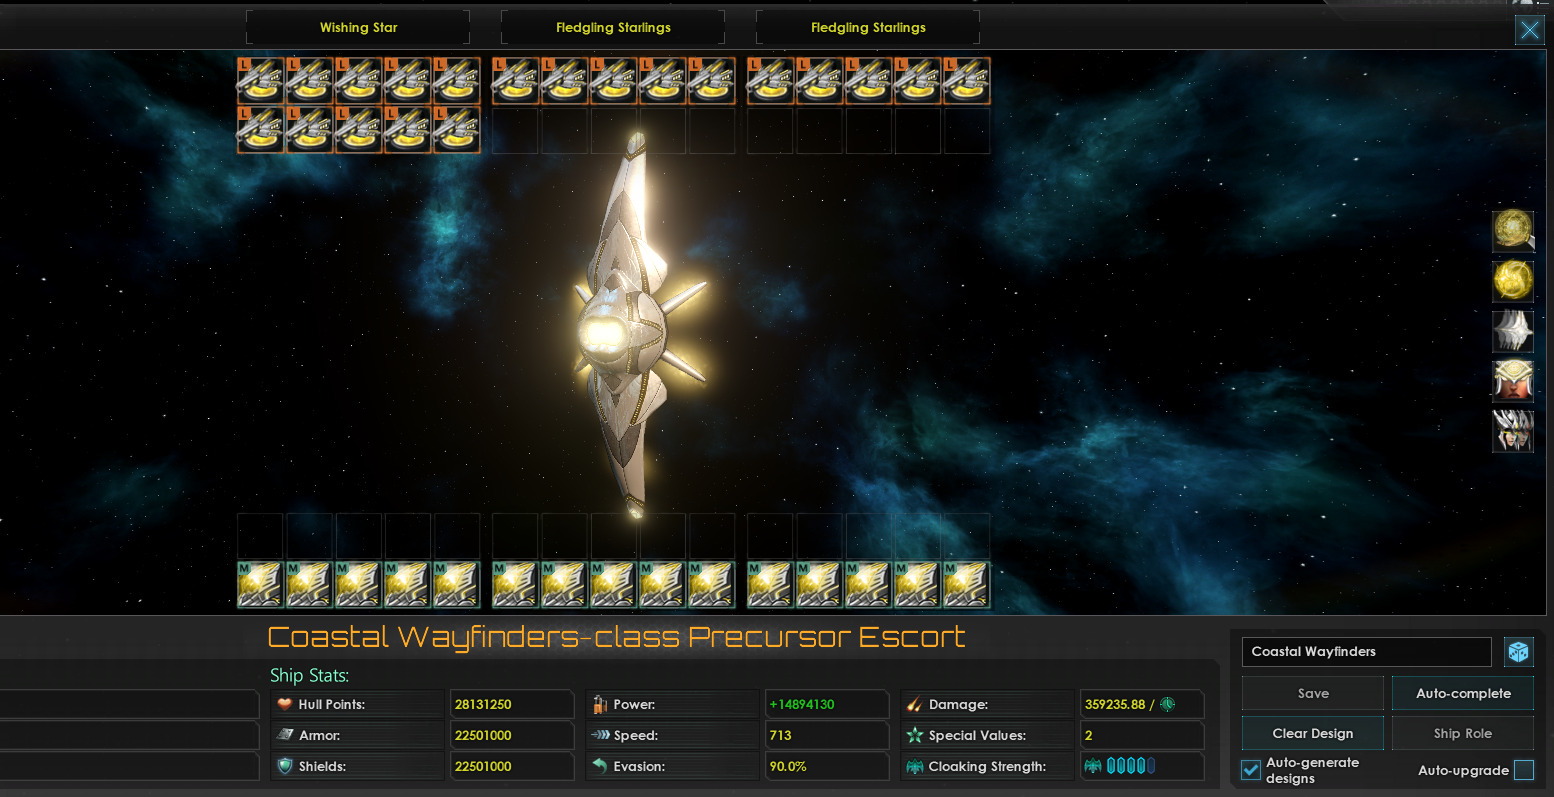 Wishing Star
Fledgling Starlings
Fledgling Starlings
L L L L L L L L L L L L L L L
L L L L L
M M M M M M M M M M M M M M M
Coastal Wayfinders-class Precursor Escort
Ship Stats:
Hull Points: 28131250
Power: +14894130
Damage: 359235.88 /
Armor: 22501000
Speed: 713
Special Values: 2
Shields: 22501000
Evasion: 90.0%
Cloaking Strength:
Coastal Wayfinders
Save
Auto-complete
Clear Design
Ship Role
Auto-generate
designs
Auto-upgrade